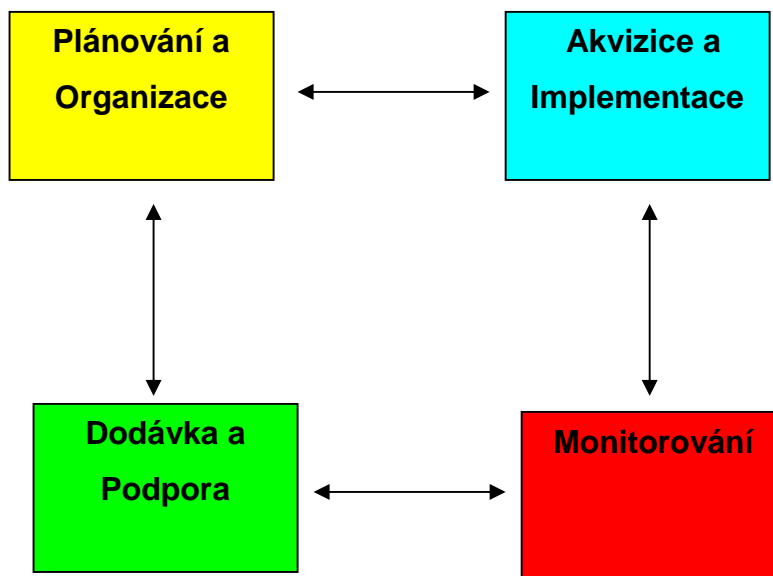 Plánování a
Organizace
Akvizice a
Implementace
Dodávka a
Podpora
Monitorování